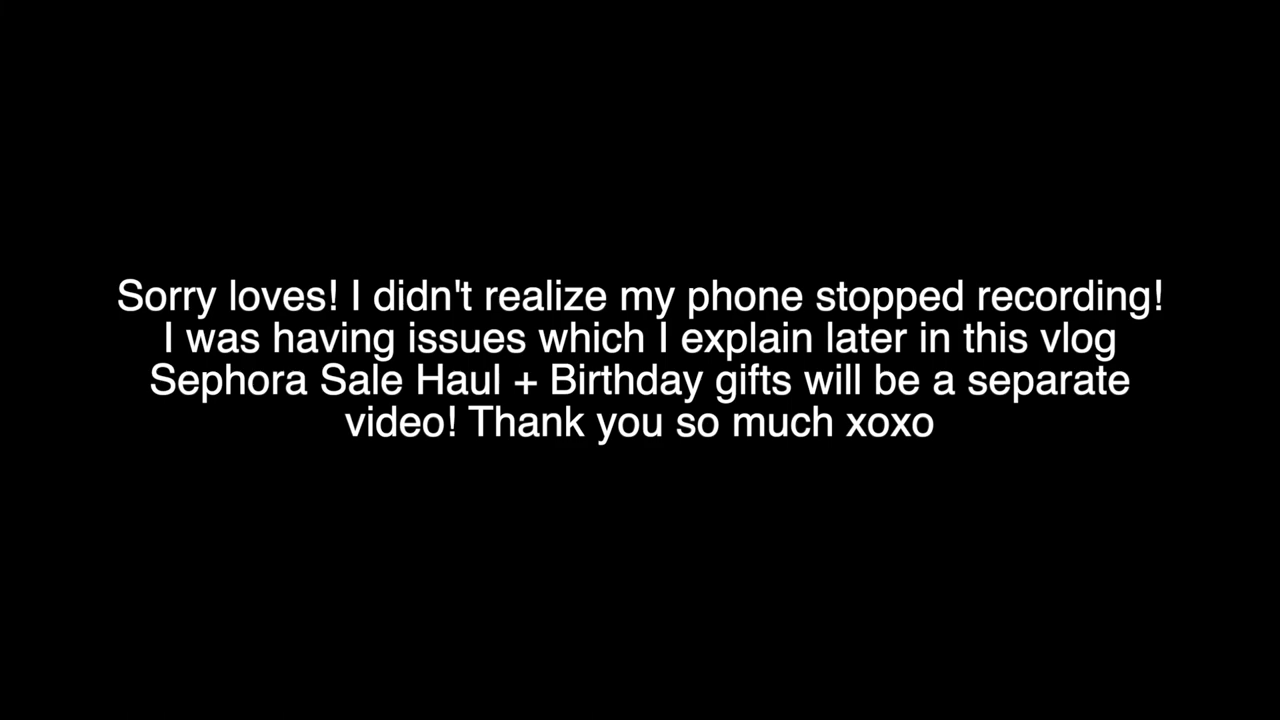 Sorry loves! I didn't realize my phone stopped recording!
I was having issues which I explain later in this vlog
Sephora Sale Haul + Birthday gifts will be a separate
video! Thank you so much xoxo